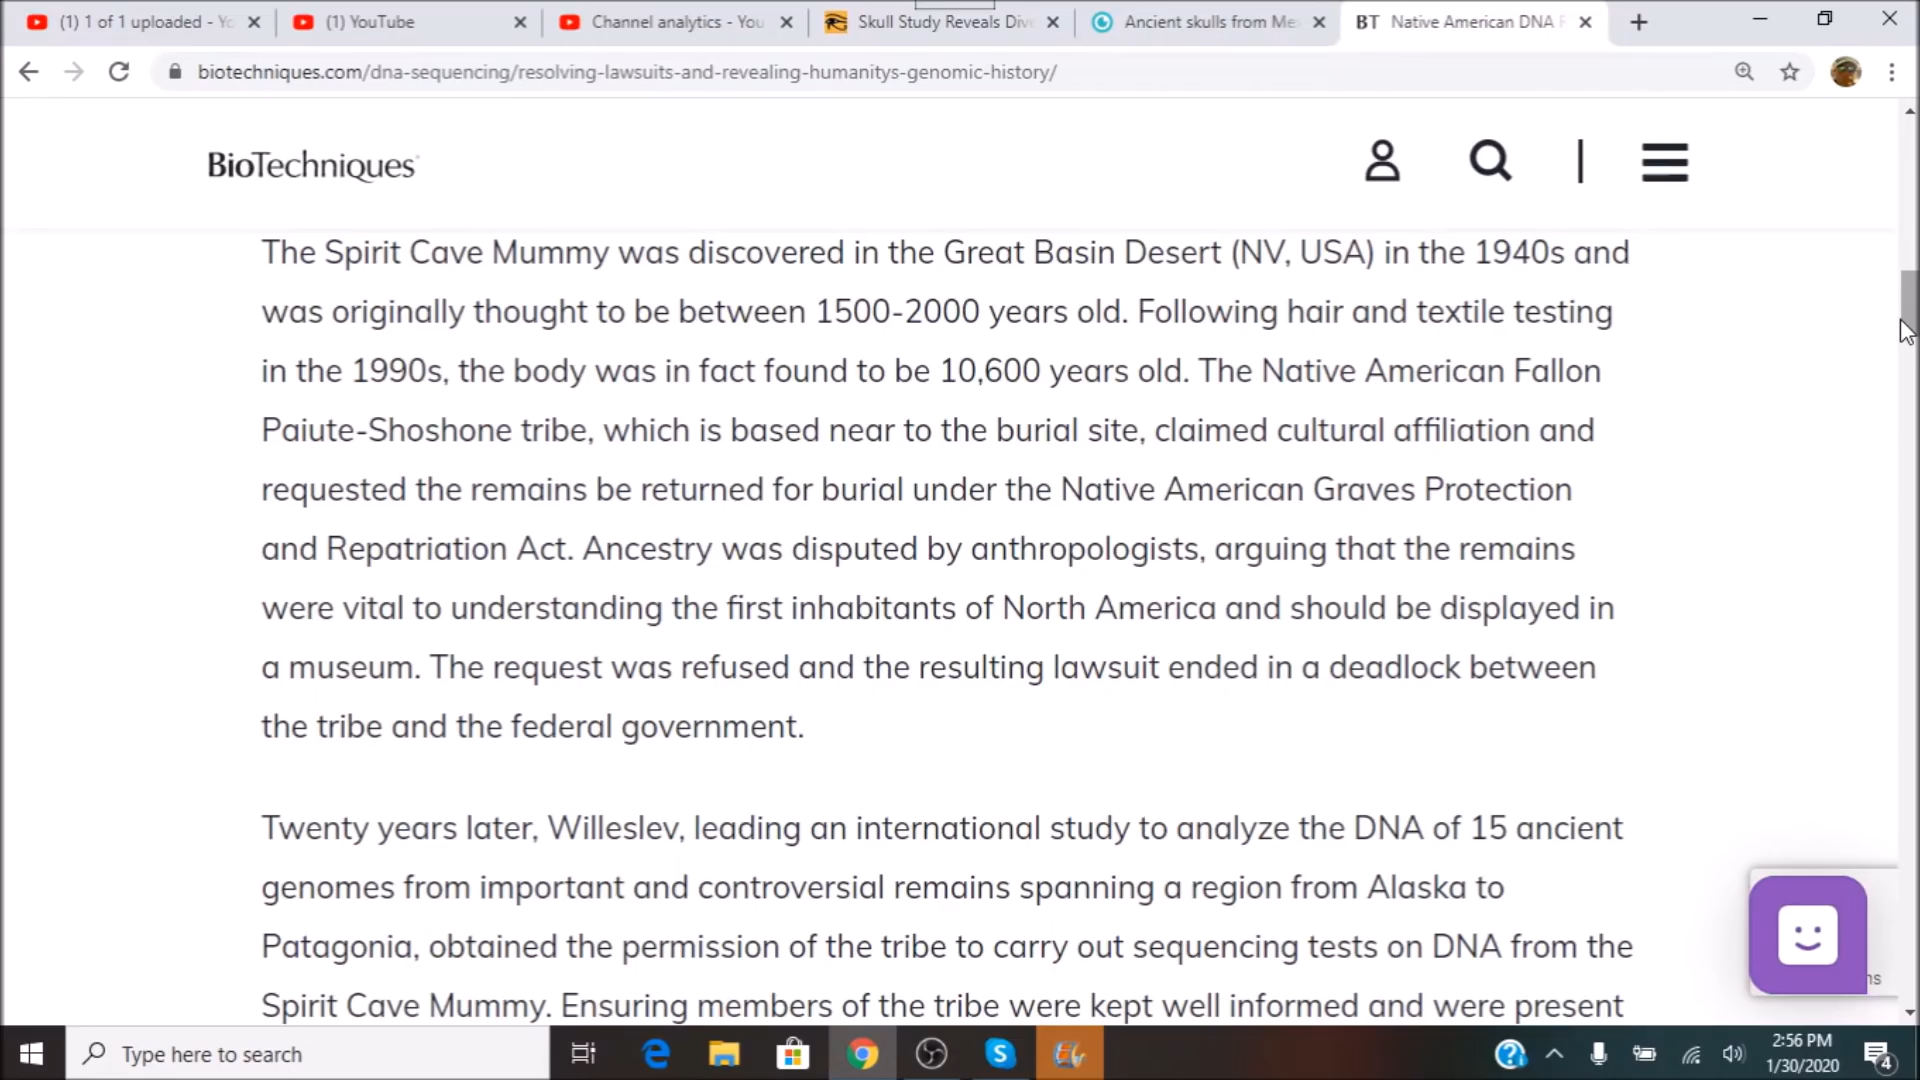 (1) 1 of 1 uploaded - Yo
(1) YouTube
Channel analytics - You
Skull Study Reveals Dive
Ancient skulls from Me
BT Native American DNA F
biotechniques.com/dna-sequencing/resolving-lawsuits-and-revealing-humanitys-genomic-history/
BioTechniques
The Spirit Cave Mummy was discovered in the Great Basin Desert (NV, USA) in the 1940s and
was originally thought to be between 1500-2000 years old. Following hair and textile testing
in the 1990s, the body was in fact found to be 10,600 years old. The Native American Fallon
Paiute-Shoshone tribe, which is based near to the burial site, claimed cultural affiliation and
requested the remains be returned for burial under the Native American Graves Protection
and Repatriation Act. Ancestry was disputed by anthropologists, arguing that the remains
were vital to understanding the first inhabitants of North America and should be displayed in
a museum. The request was refused and the resulting lawsuit ended in a deadlock between
the tribe and the federal government.
Twenty years later, Willeslev, leading an international study to analyze the DNA of 15 ancient
genomes from important and controversial remains spanning a region from Alaska to
Patagonia, obtained the permission of the tribe to carry out sequencing tests on DNA from the
Spirit Cave Mummy. Ensuring members of the tribe were kept well informed and were present
ns
Type here to search
2:56 PM
1/30/2020
4